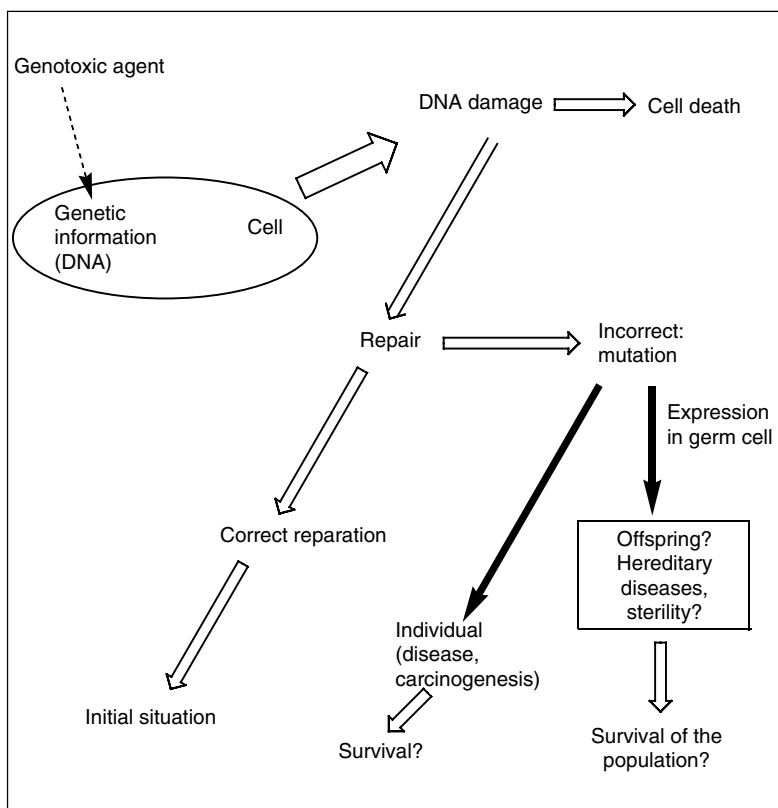 Genotoxic agent
DNA damage
Cell death
Genetic
information
(DNA)
Cell
Repair
Incorrect:
mutation
Expression
in germ cell
Correct reparation
Offspring?
Hereditary
diseases,
sterility?
Individual
(disease,
carcinogenesis)
Initial situation
Survival?
Survival of the
population?